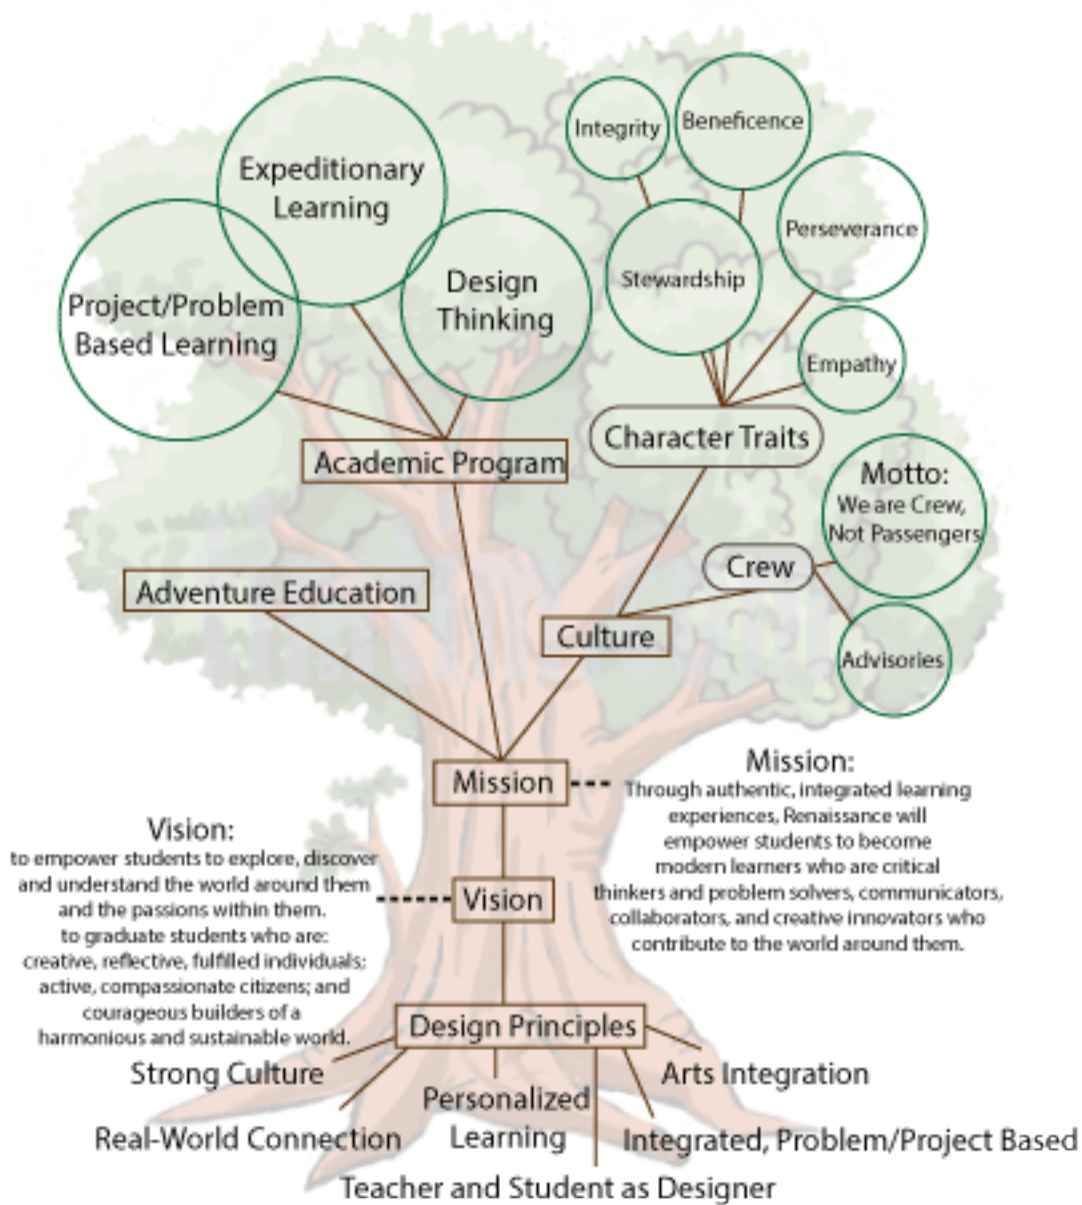 Integrity
Beneficence
Expeditionary
Learning
Perseverance
Stewardship
Design
Thinking
Project/Problem
Based Learning
Empathy
Character Traits
Academic Program
Motto:
We are Crew,
Not Passengers
Crew
Adventure Education
Culture
Advisories
Mission
Mission:
Through authentic, integrated learning
experiences, Renaissance will
empower students to become
modern learners who are critical
thinkers and problem solvers, communicators,
collaborators, and creative innovators who
contribute to the world around them.
Vision:
to empower students to explore, discover
and understand the world around them
and the passions within them.
to graduate students who are:
creative, reflective, fulfilled individuals;
active, compassionate citizens; and
courageous builders of a
harmonious and sustainable world.
Vision
Design Principles
Strong Culture
Arts Integration
Personalized
Learning
Real-World Connection
Integrated, Problem/Project Based
Teacher and Student as Designer